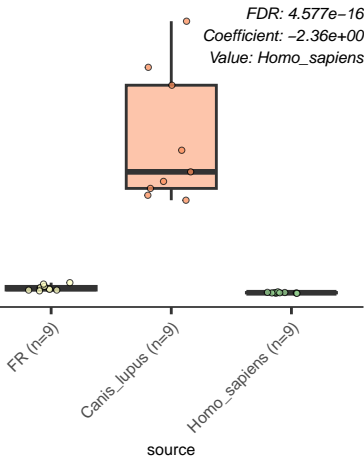 FDR: 4.577e−16
Coefficient: −2.36e+00
Value: Homo_sapiens
FR (n=9)
Canis_lupus (n=9)
Homo_sapiens (n=9)
source